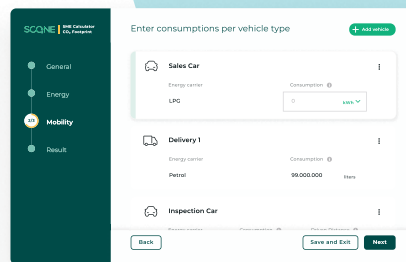 SCONE
SME Calculator
CO₂ Footprint
General
Energy
2/3
Mobility
Result
Enter consumptions per vehicle type
+ Add vehicle
Sales Car
Energy carrier
Consumption
LPG
0
kWh
Delivery 1
Energy carrier
Consumption
Petrol
99.000.000
liters
Inspection Car
Back
Save and Exit
Next